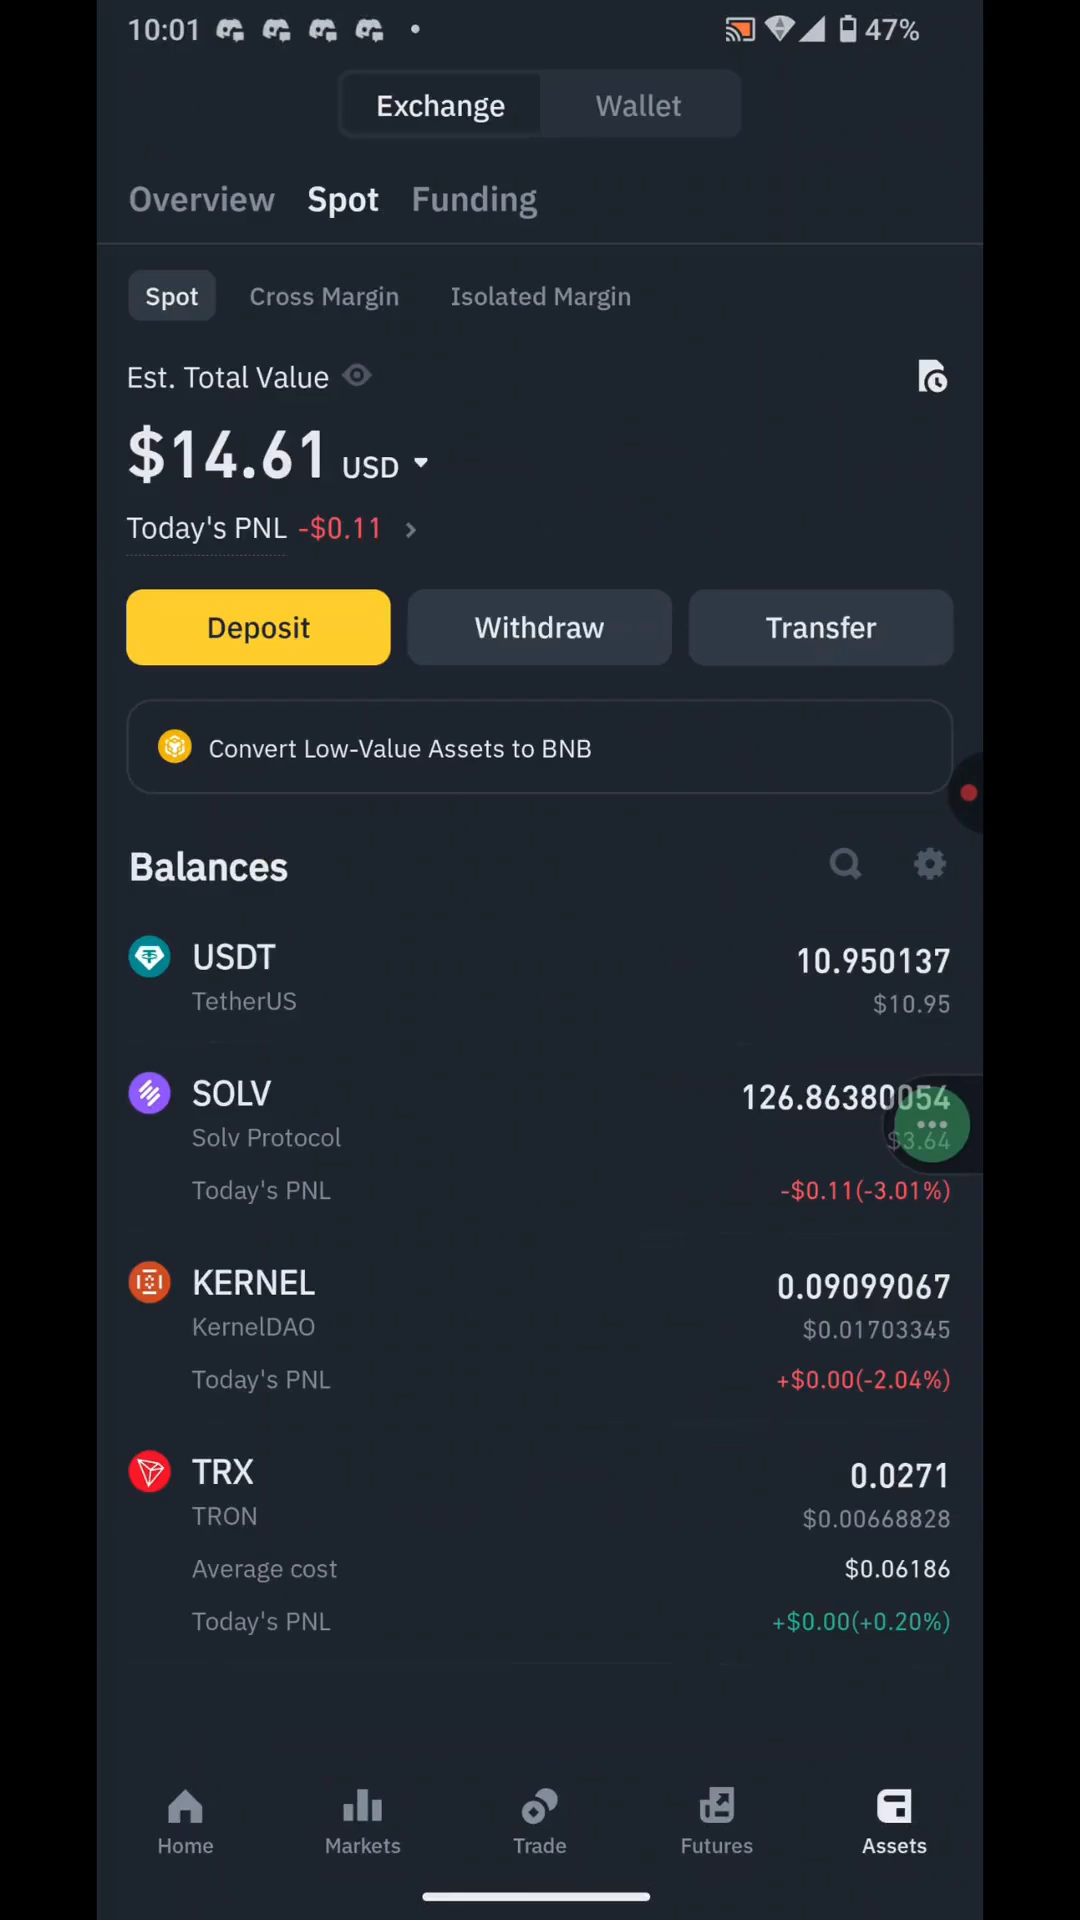 10:01
47%
Exchange Wallet
Overview Spot Funding
Spot Cross Margin Isolated Margin
Est. Total Value
$14.61 USD
Today's PNL -$0.11
Deposit Withdraw Transfer
Convert Low-Value Assets to BNB
Balances
USDT 10.950137
TetherUS $10.95
SOLV 126.86380054
Solv Protocol $3.64
Today's PNL -$0.11(-3.01%)
KERNEL 0.09099067
KernelDAO $0.01703345
Today's PNL +$0.00(-2.04%)
TRX 0.0271
TRON $0.00668828
Average cost $0.06186
Today's PNL +$0.00(+0.20%)
Home Markets Trade Futures Assets